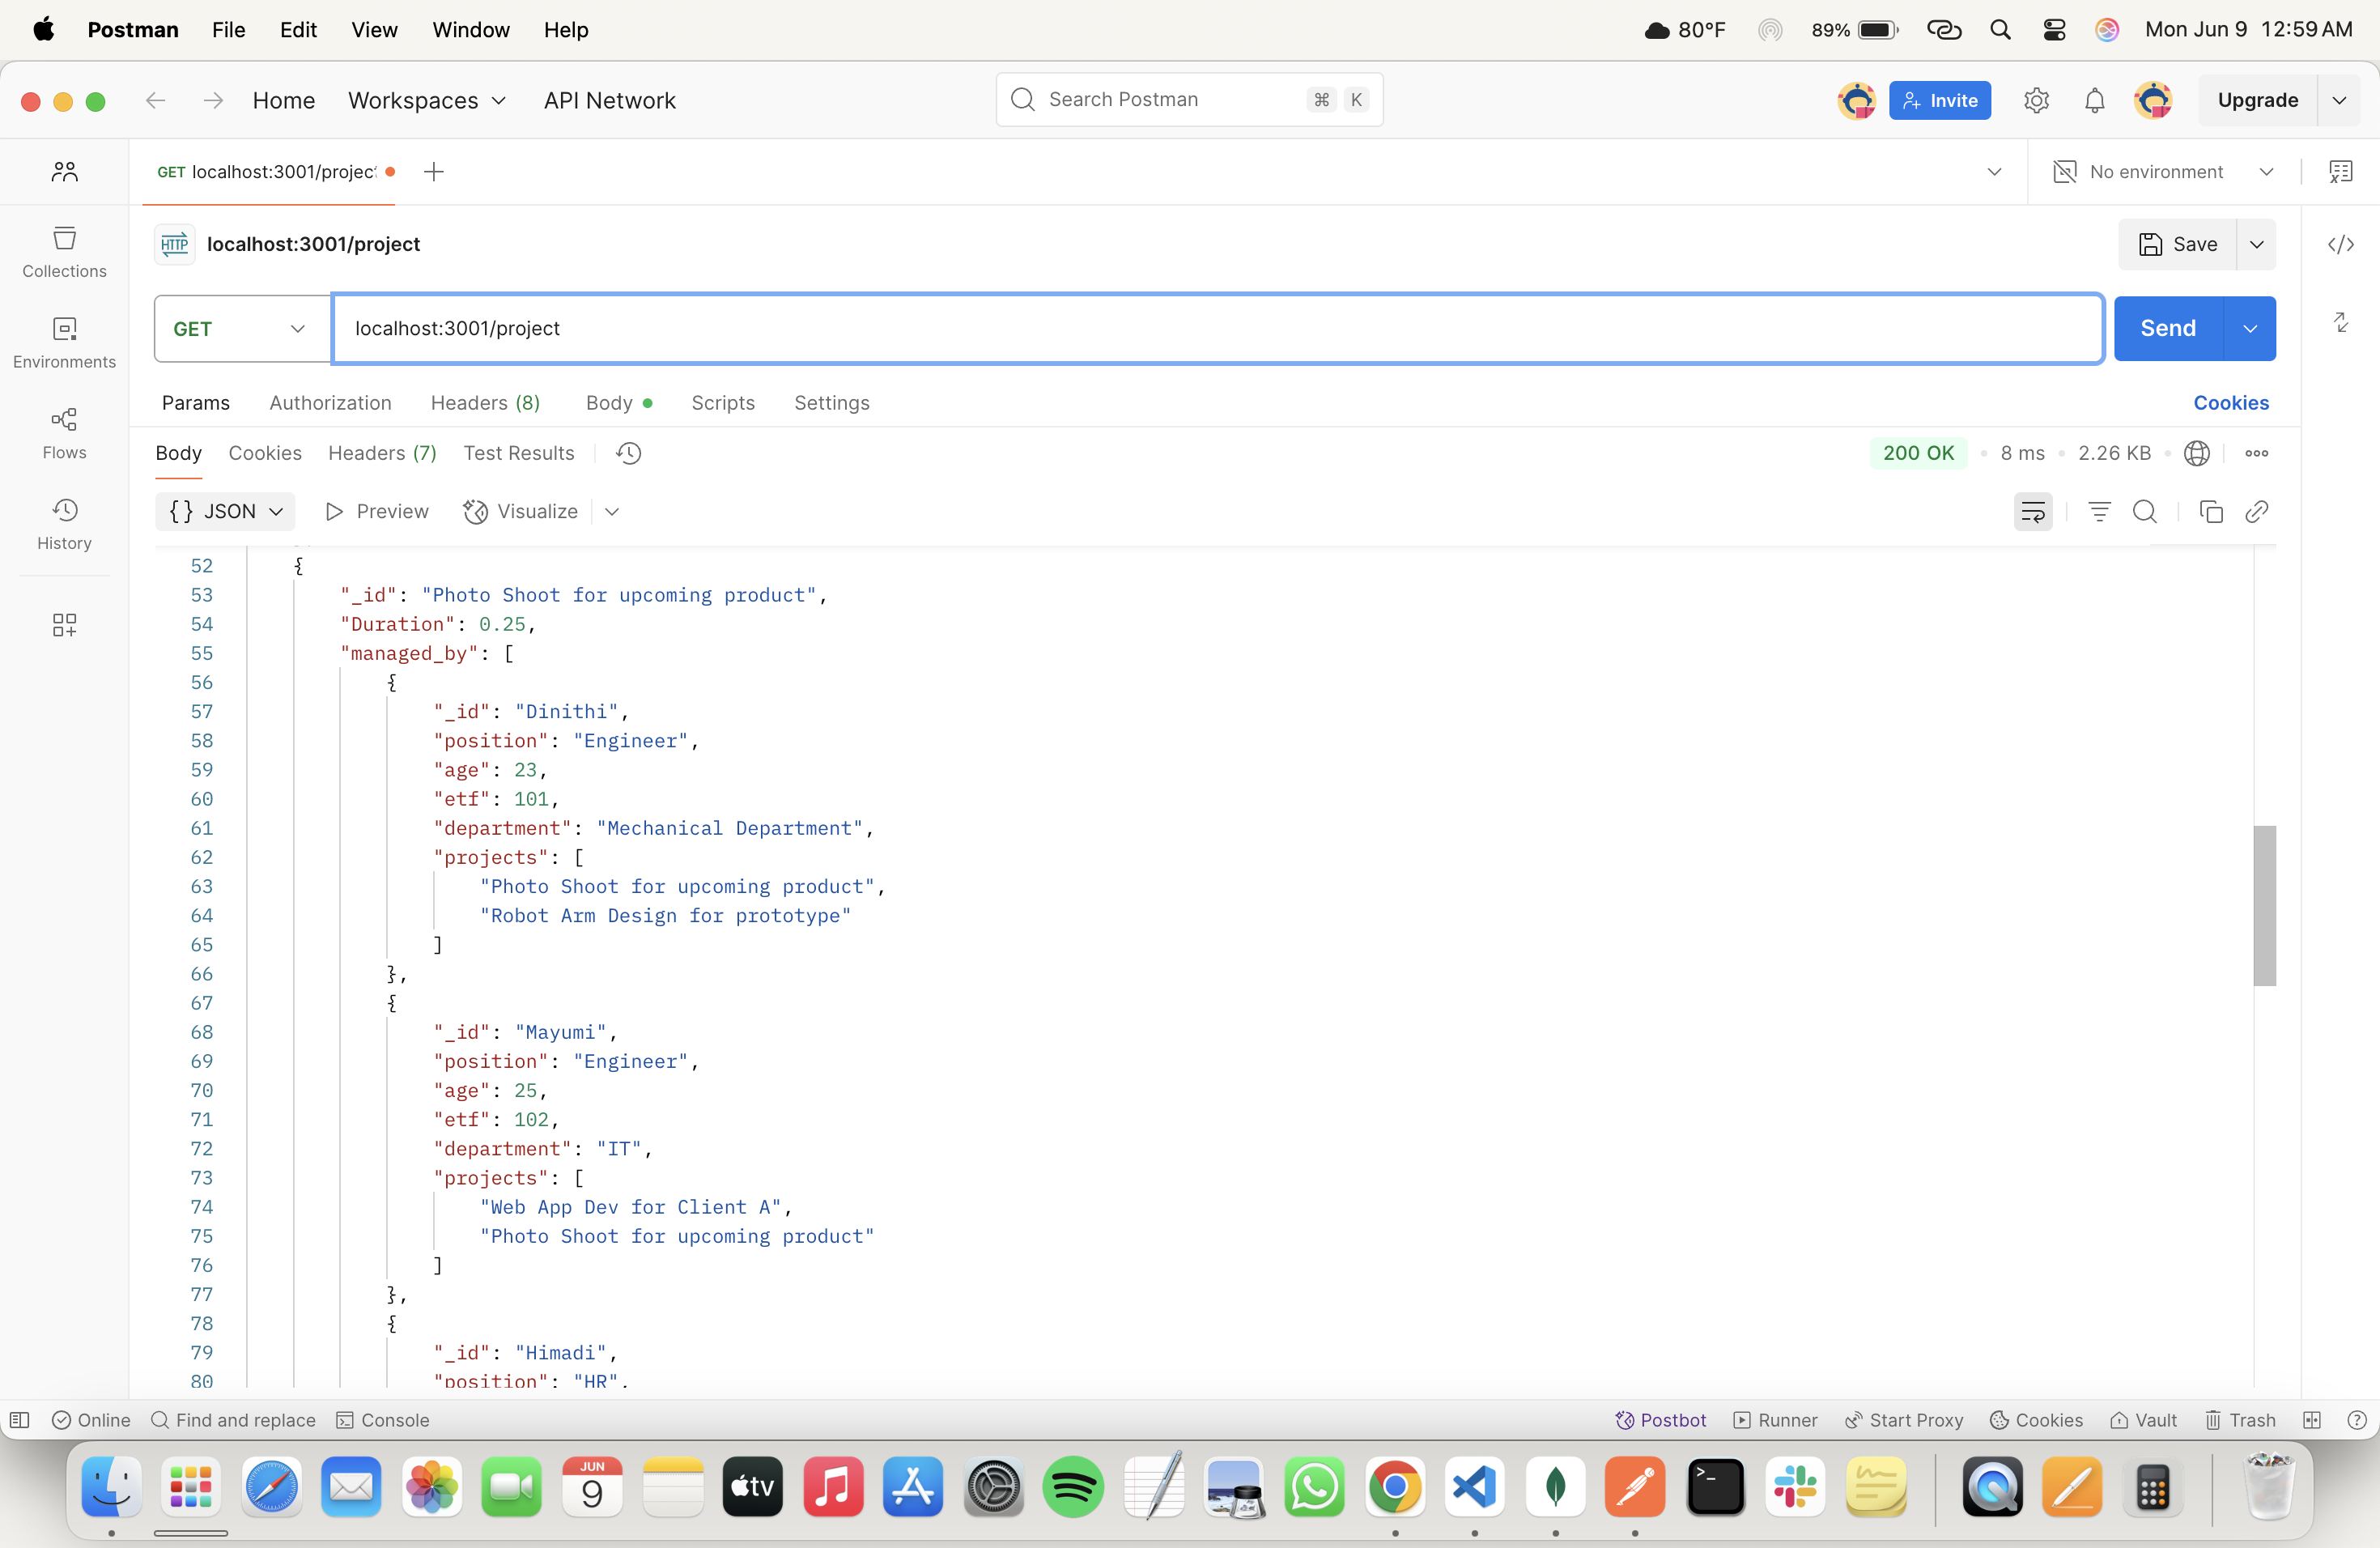 Postman File Edit View Window Help 80°F 89% Mon Jun 9 12:59 AM
Home Workspaces API Network Search Postman ⌘ K Invite Upgrade
GET localhost:3001/project No environment
HTTP localhost:3001/project Save
Collections
GET localhost:3001/project Send
Environments
Params Authorization Headers (8) Body Scripts Settings Cookies
Flows
Body Cookies Headers (7) Test Results 200 OK 8 ms 2.26 KB
{} JSON Preview Visualize
History
52 {
53 "_id": "Photo Shoot for upcoming product",
54 "Duration": 0.25,
55 "managed_by": [
56 {
57 "_id": "Dinithi",
58 "position": "Engineer",
59 "age": 23,
60 "etf": 101,
61 "department": "Mechanical Department",
62 "projects": [
63 "Photo Shoot for upcoming product",
64 "Robot Arm Design for prototype"
65 ]
66 },
67 {
68 "_id": "Mayumi",
69 "position": "Engineer",
70 "age": 25,
71 "etf": 102,
72 "department": "IT",
73 "projects": [
74 "Web App Dev for Client A",
75 "Photo Shoot for upcoming product"
76 ]
77 },
78 {
79 "_id": "Himadi",
80 "position": "HR",
Online Find and replace Console Postbot Runner Start Proxy Cookies Vault Trash
JUN
9
tv